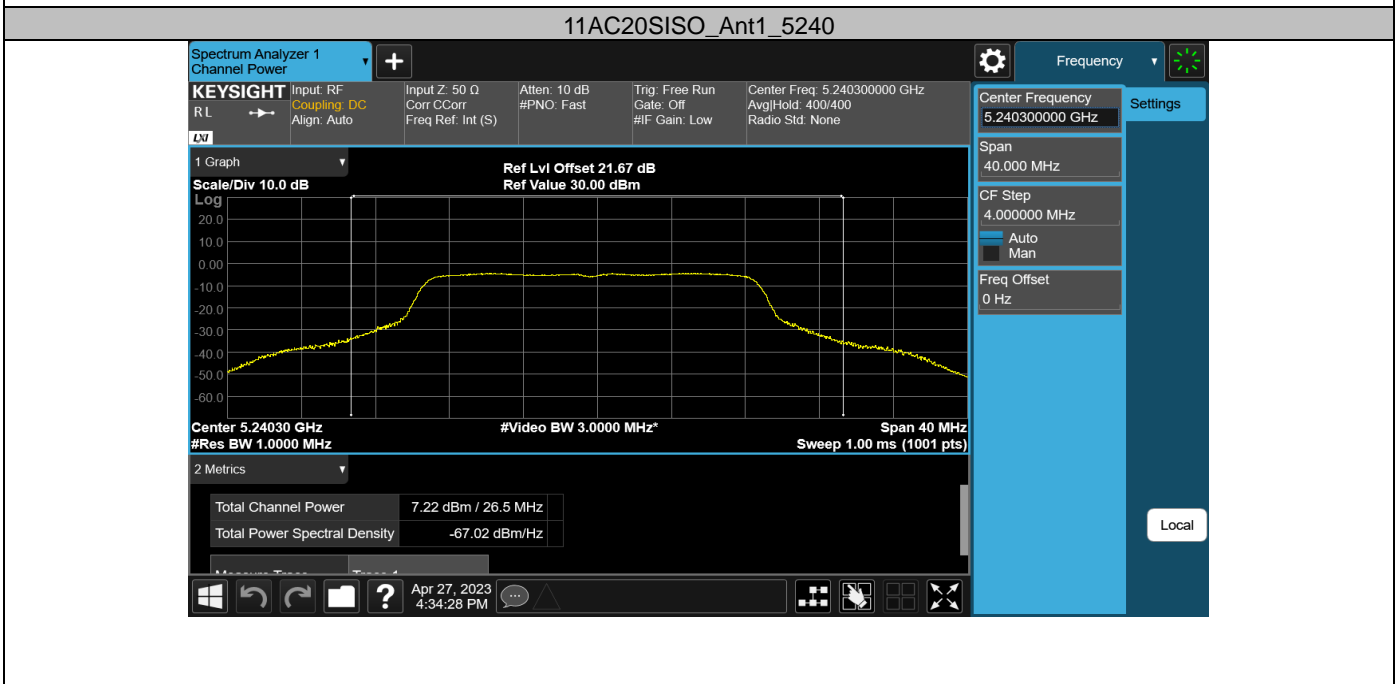 11AC20SISO_Ant1_5240
Spectrum Analyzer 1
Channel Power
Frequency
KEYSIGHT
RL
LXI
Input: RF
Coupling: DC
Align: Auto
Input Z: 50 Ω
Corr CCorr
Freq Ref: Int (S)
Atten: 10 dB
#PNO: Fast
Trig: Free Run
Gate: Off
#IF Gain: Low
Center Freq: 5.240300000 GHz
Avg|Hold: 400/400
Radio Std: None
Center Frequency
5.240300000 GHz
Settings
Span
40.000 MHz
CF Step
4.000000 MHz
Auto
Man
Freq Offset
0 Hz
Local
1 Graph
Scale/Div 10.0 dB
Ref Lvl Offset 21.67 dB
Ref Value 30.00 dBm
Log
20.0
10.0
0.00
-10.0
-20.0
-30.0
-40.0
-50.0
-60.0
Center 5.24030 GHz
#Video BW 3.0000 MHz*
Span 40 MHz
#Res BW 1.0000 MHz
Sweep 1.00 ms (1001 pts)
2 Metrics
Total Channel Power 7.22 dBm / 26.5 MHz
Total Power Spectral Density -67.02 dBm/Hz
Measure Trace Trace 1
?
Apr 27, 2023
4:34:28 PM